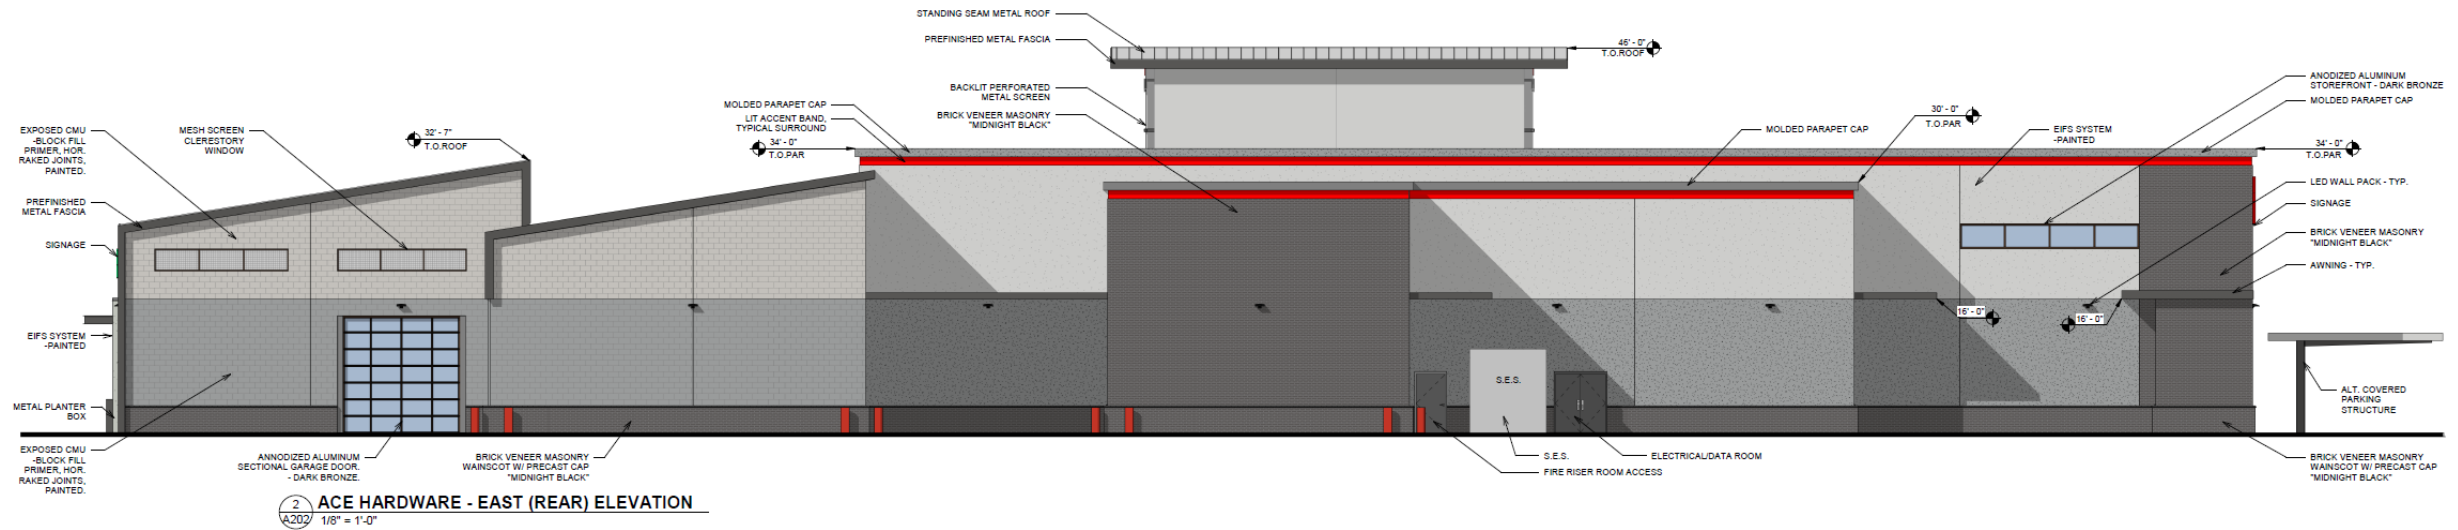 STANDING SEAM METAL ROOF
PREFINISHED METAL FASCIA
BACKLIT PERFORATED
METAL SCREEN
BRICK VENEER MASONRY
"MIDNIGHT BLACK"
MOLDED PARAPET CAP
LIT ACCENT BAND,
TYPICAL SURROUND
34' - 0"
T.O.PAR
32' - 7"
T.O.ROOF
MESH SCREEN
CLERESTORY
WINDOW
EXPOSED CMU
-BLOCK FILL
PRIMER, HOR.
RAKED JOINTS,
PAINTED.
PREFINISHED
METAL FASCIA
SIGNAGE
EIFS SYSTEM
-PAINTED
METAL PLANTER
BOX
EXPOSED CMU
-BLOCK FILL
PRIMER, HOR.
RAKED JOINTS,
PAINTED.
46' - 0"
T.O.ROOF
30' - 0"
T.O.PAR
MOLDED PARAPET CAP
EIFS SYSTEM
-PAINTED
ANODIZED ALUMINUM
STOREFRONT - DARK BRONZE
MOLDED PARAPET CAP
34' - 0"
T.O.PAR
LED WALL PACK - TYP.
SIGNAGE
BRICK VENEER MASONRY
"MIDNIGHT BLACK"
AWNING - TYP.
16' - 0"
16' - 0"
ALT. COVERED
PARKING
STRUCTURE
BRICK VENEER MASONRY
WAINSCOT W/ PRECAST CAP
"MIDNIGHT BLACK"
S.E.S.
S.E.S.
FIRE RISER ROOM ACCESS
ELECTRICAL/DATA ROOM
ANNODIZED ALUMINUM
SECTIONAL GARAGE DOOR.
- DARK BRONZE.
BRICK VENEER MASONRY
WAINSCOT W/ PRECAST CAP
"MIDNIGHT BLACK"
2
A202
ACE HARDWARE - EAST (REAR) ELEVATION
1/8" = 1'-0"